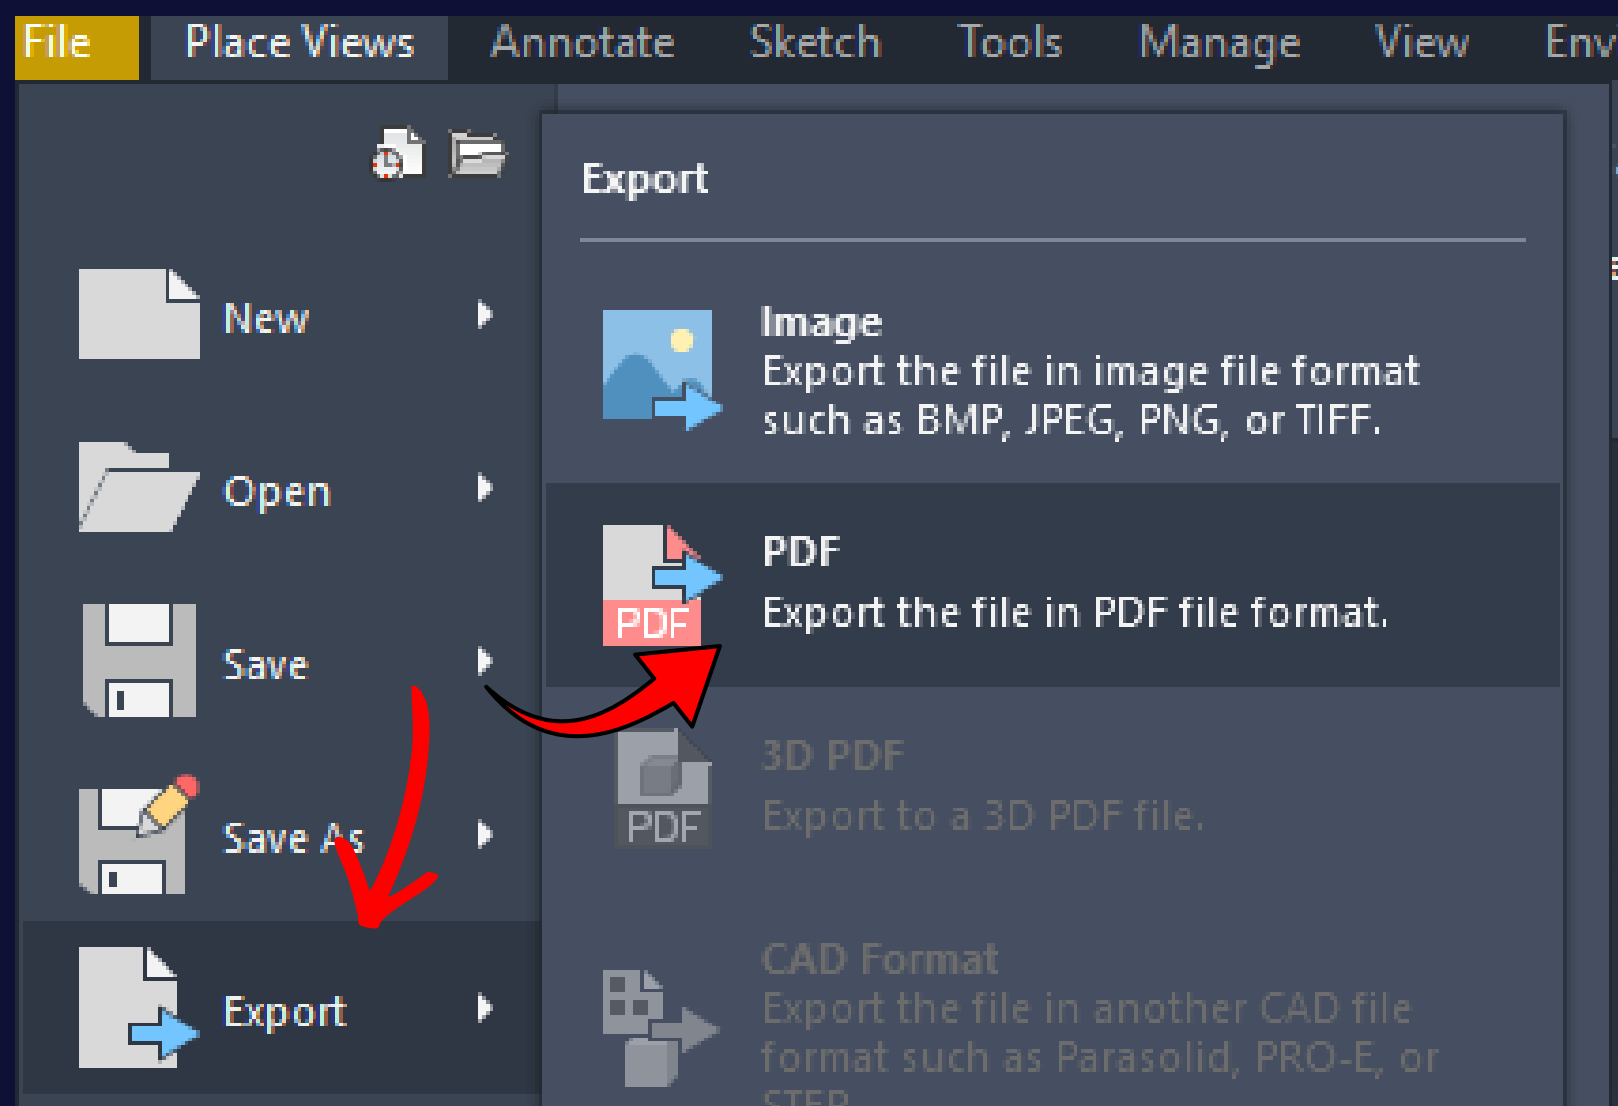 File Place Views Annotate Sketch Tools Manage View Env
Export
New
Image
Export the file in image file format
such as BMP, JPEG, PNG, or TIFF.
Open
PDF
Export the file in PDF file format.
PDF
Save
3D PDF
Export to a 3D PDF file.
PDF
Save As
CAD Format
Export the file in another CAD file
format such as Parasolid, PRO-E, or
STEP
Export